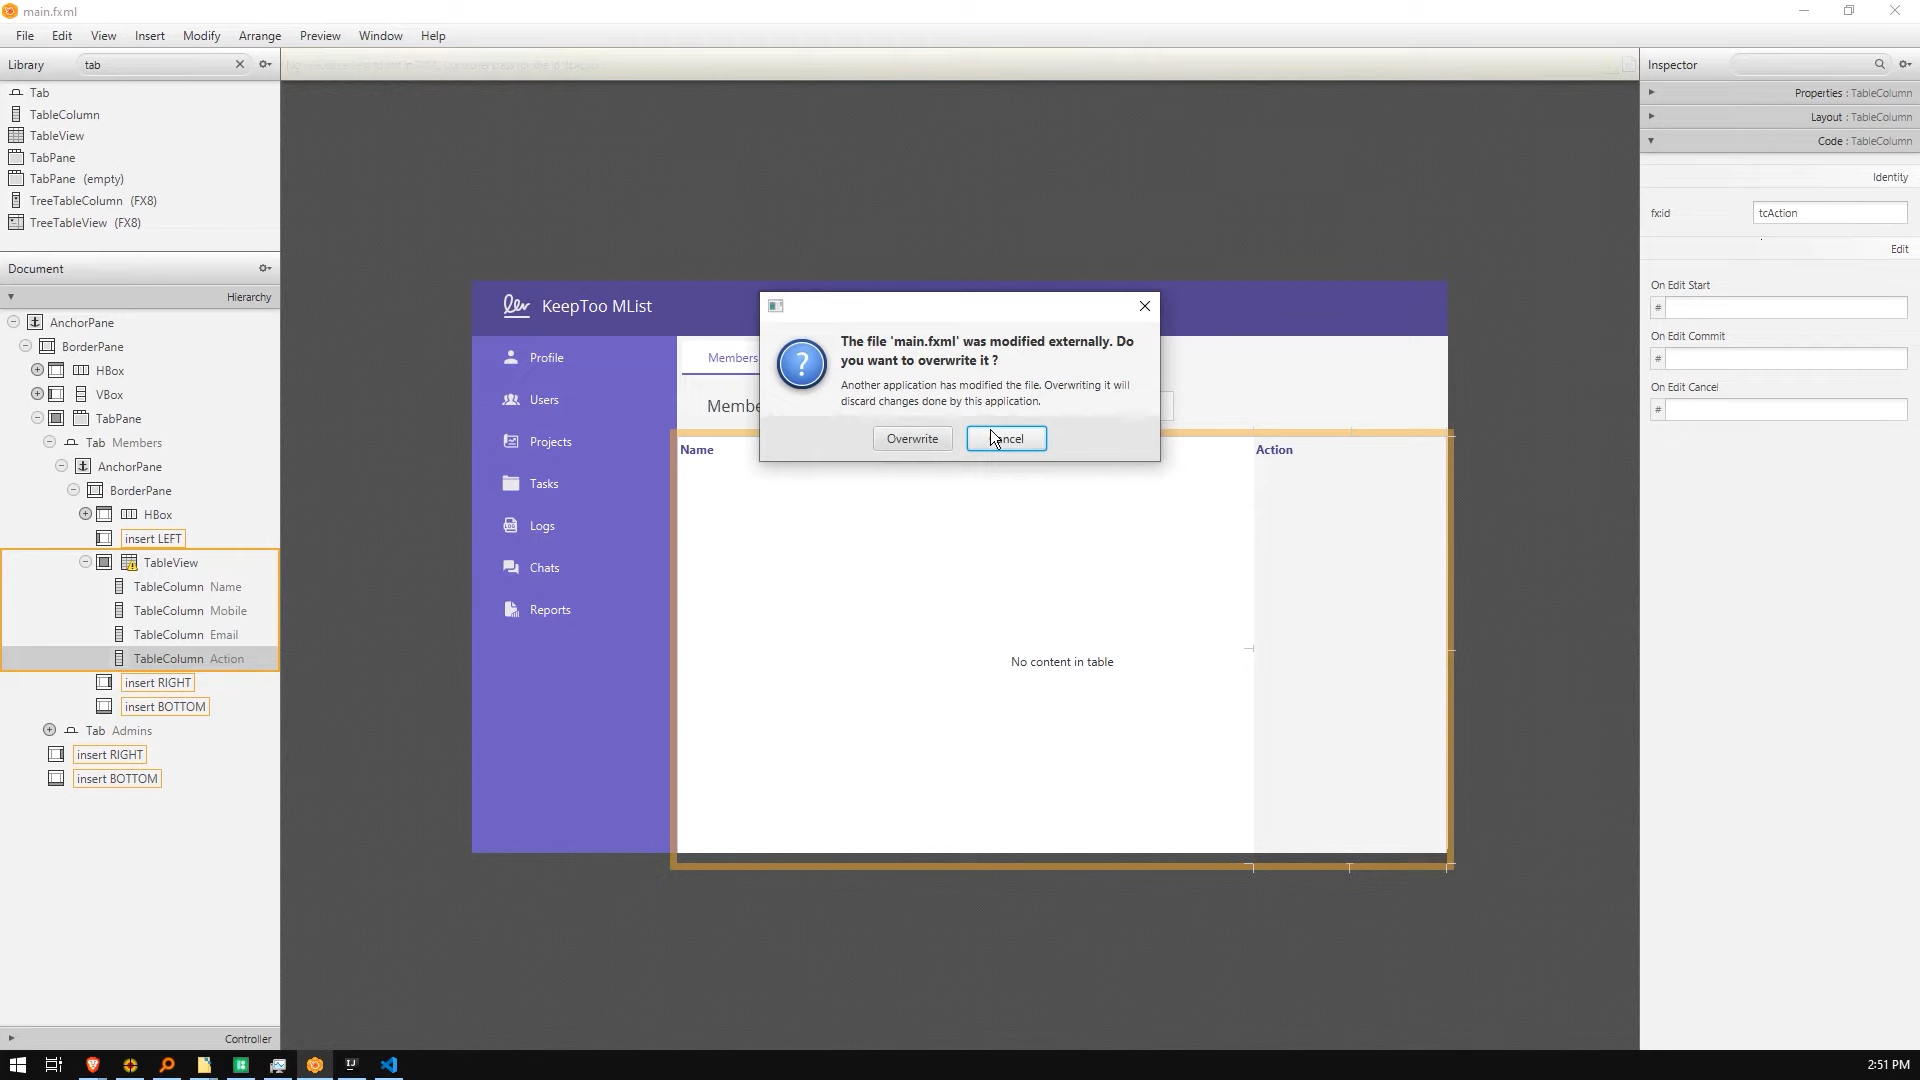 main.fxml
File Edit View Insert Modify Arrange Preview Window Help
Library tab
Tab
TableColumn
TableView
TabPane
TabPane (empty)
TreeTableColumn (FX8)
TreeTableView (FX8)
Document
Hierarchy
AnchorPane
BorderPane
HBox
VBox
TabPane
Tab Members
AnchorPane
BorderPane
HBox
insert LEFT
TableView
TableColumn Name
TableColumn Mobile
TableColumn Email
TableColumn Action
insert RIGHT
insert BOTTOM
Tab Admins
insert RIGHT
insert BOTTOM
Controller
KeepToo MList
Profile
Users
Projects
Tasks
Logs
Chats
Reports
Members
Name
Action
No content in table
The file 'main.fxml' was modified externally. Do
you want to overwrite it ?
Another application has modified the file. Overwriting it will
discard changes done by this application.
Overwrite
Inspector
Properties : TableColumn
Layout : TableColumn
Code : TableColumn
Identity
fx:id tcAction
Edit
On Edit Start
#
On Edit Commit
#
On Edit Cancel
#
2:51 PM